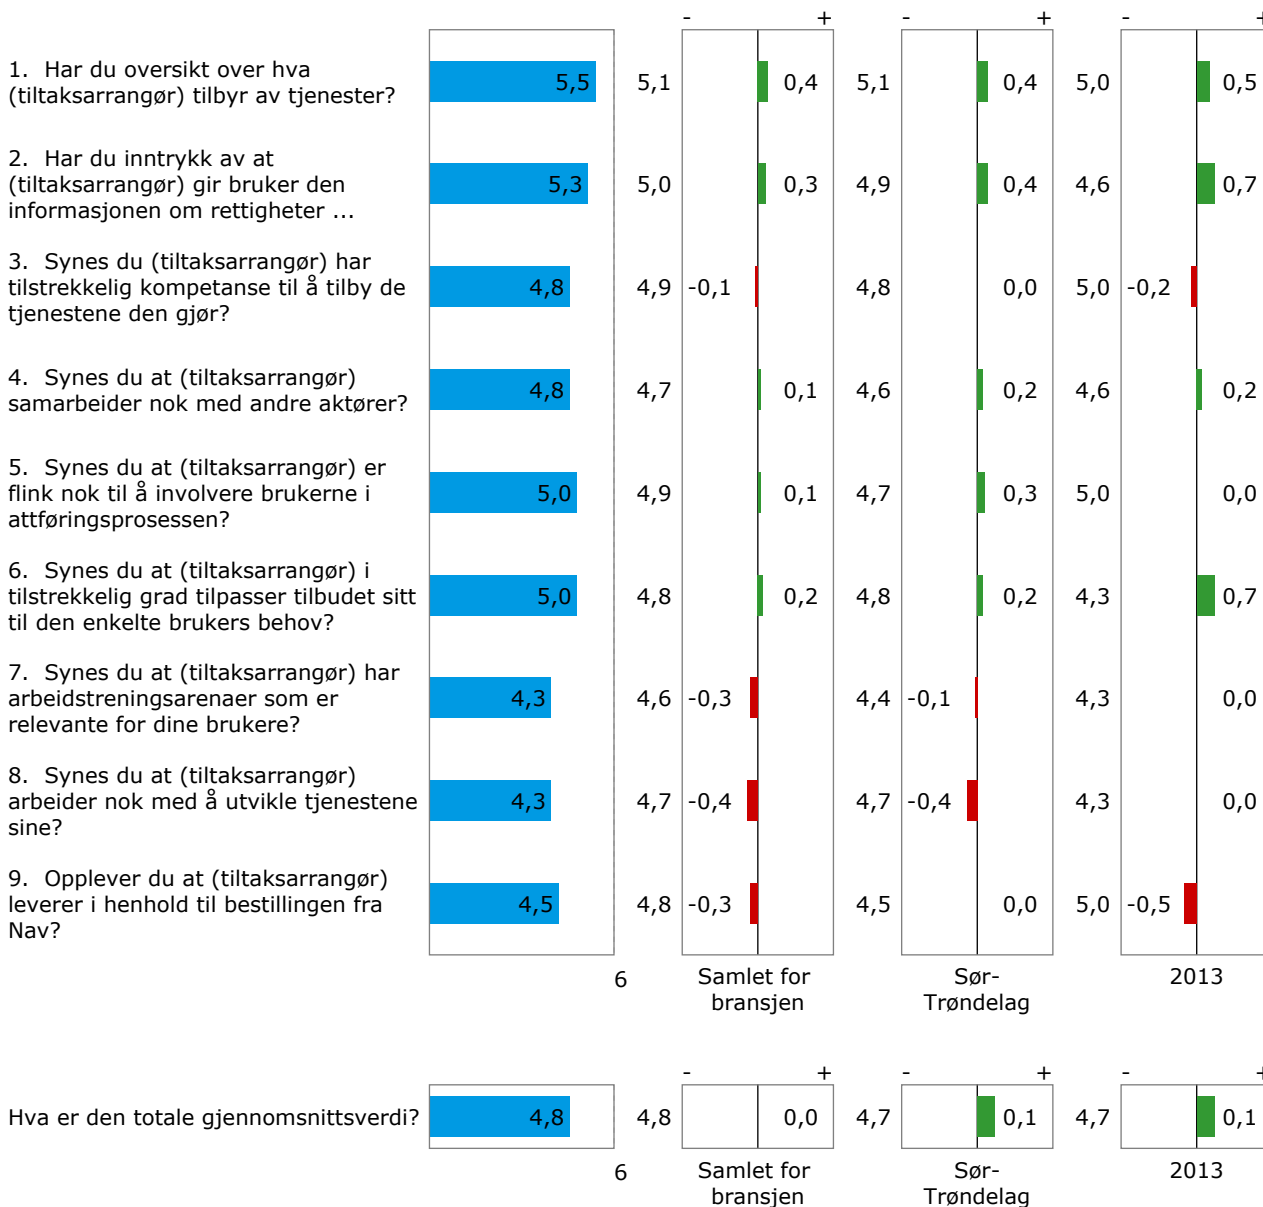 - + - + - +
1. Har du oversikt over hva
(tiltaksarrangør) tilbyr av tjenester?
5,5 5,1 0,4 5,1 0,4 5,0 0,5
2. Har du inntrykk av at
(tiltaksarrangør) gir bruker den
informasjonen om rettigheter ...
5,3 5,0 0,3 4,9 0,4 4,6 0,7
3. Synes du (tiltaksarrangør) har
tilstrekkelig kompetanse til å tilby de
tjenestene den gjør?
4,8 4,9 -0,1 4,8 0,0 5,0 -0,2
4. Synes du at (tiltaksarrangør)
samarbeider nok med andre aktører?
4,8 4,7 0,1 4,6 0,2 4,6 0,2
5. Synes du at (tiltaksarrangør) er
flink nok til å involvere brukerne i
attføringsprosessen?
5,0 4,9 0,1 4,7 0,3 5,0 0,0
6. Synes du at (tiltaksarrangør) i
tilstrekkelig grad tilpasser tilbudet sitt
til den enkelte brukers behov?
5,0 4,8 0,2 4,8 0,2 4,3 0,7
7. Synes du at (tiltaksarrangør) har
arbeidstreningsarenaer som er
relevante for dine brukere?
4,3 4,6 -0,3 4,4 -0,1 4,3 0,0
8. Synes du at (tiltaksarrangør)
arbeider nok med å utvikle tjenestene
sine?
4,3 4,7 -0,4 4,7 -0,4 4,3 0,0
9. Opplever du at (tiltaksarrangør)
leverer i henhold til bestillingen fra
Nav?
4,5 4,8 -0,3 4,5 0,0 5,0 -0,5
6 Samlet for Sør- 2013
bransjen Trøndelag
- + - + - +
Hva er den totale gjennomsnittsverdi? 4,8 4,8 0,0 4,7 0,1 4,7 0,1
6 Samlet for Sør- 2013
bransjen Trøndelag